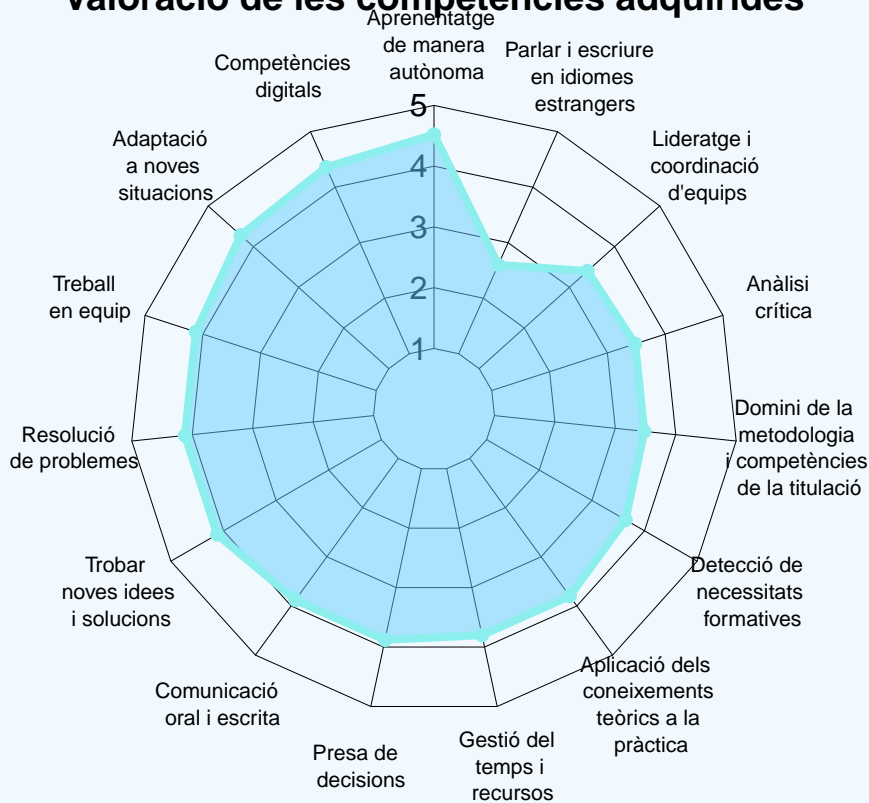 Valoració de les competències adquirides
Aprenentatge
de manera
autònoma
Parlar i escriure
en idiomes
estrangers
Lideratge i
coordinació
d'equips
Anàlisi
crítica
Domini de la
metodologia
i competències
de la titulació
Detecció de
necessitats
formatives
Aplicació dels
coneixements
teòrics a la
pràctica
Gestió del
temps i
recursos
Presa de
decisions
Comunicació
oral i escrita
Trobar
noves idees
i solucions
Resolució
de problemes
Treball
en equip
Adaptació
a noves
situacions
Competències
digitals
5
4
3
2
1